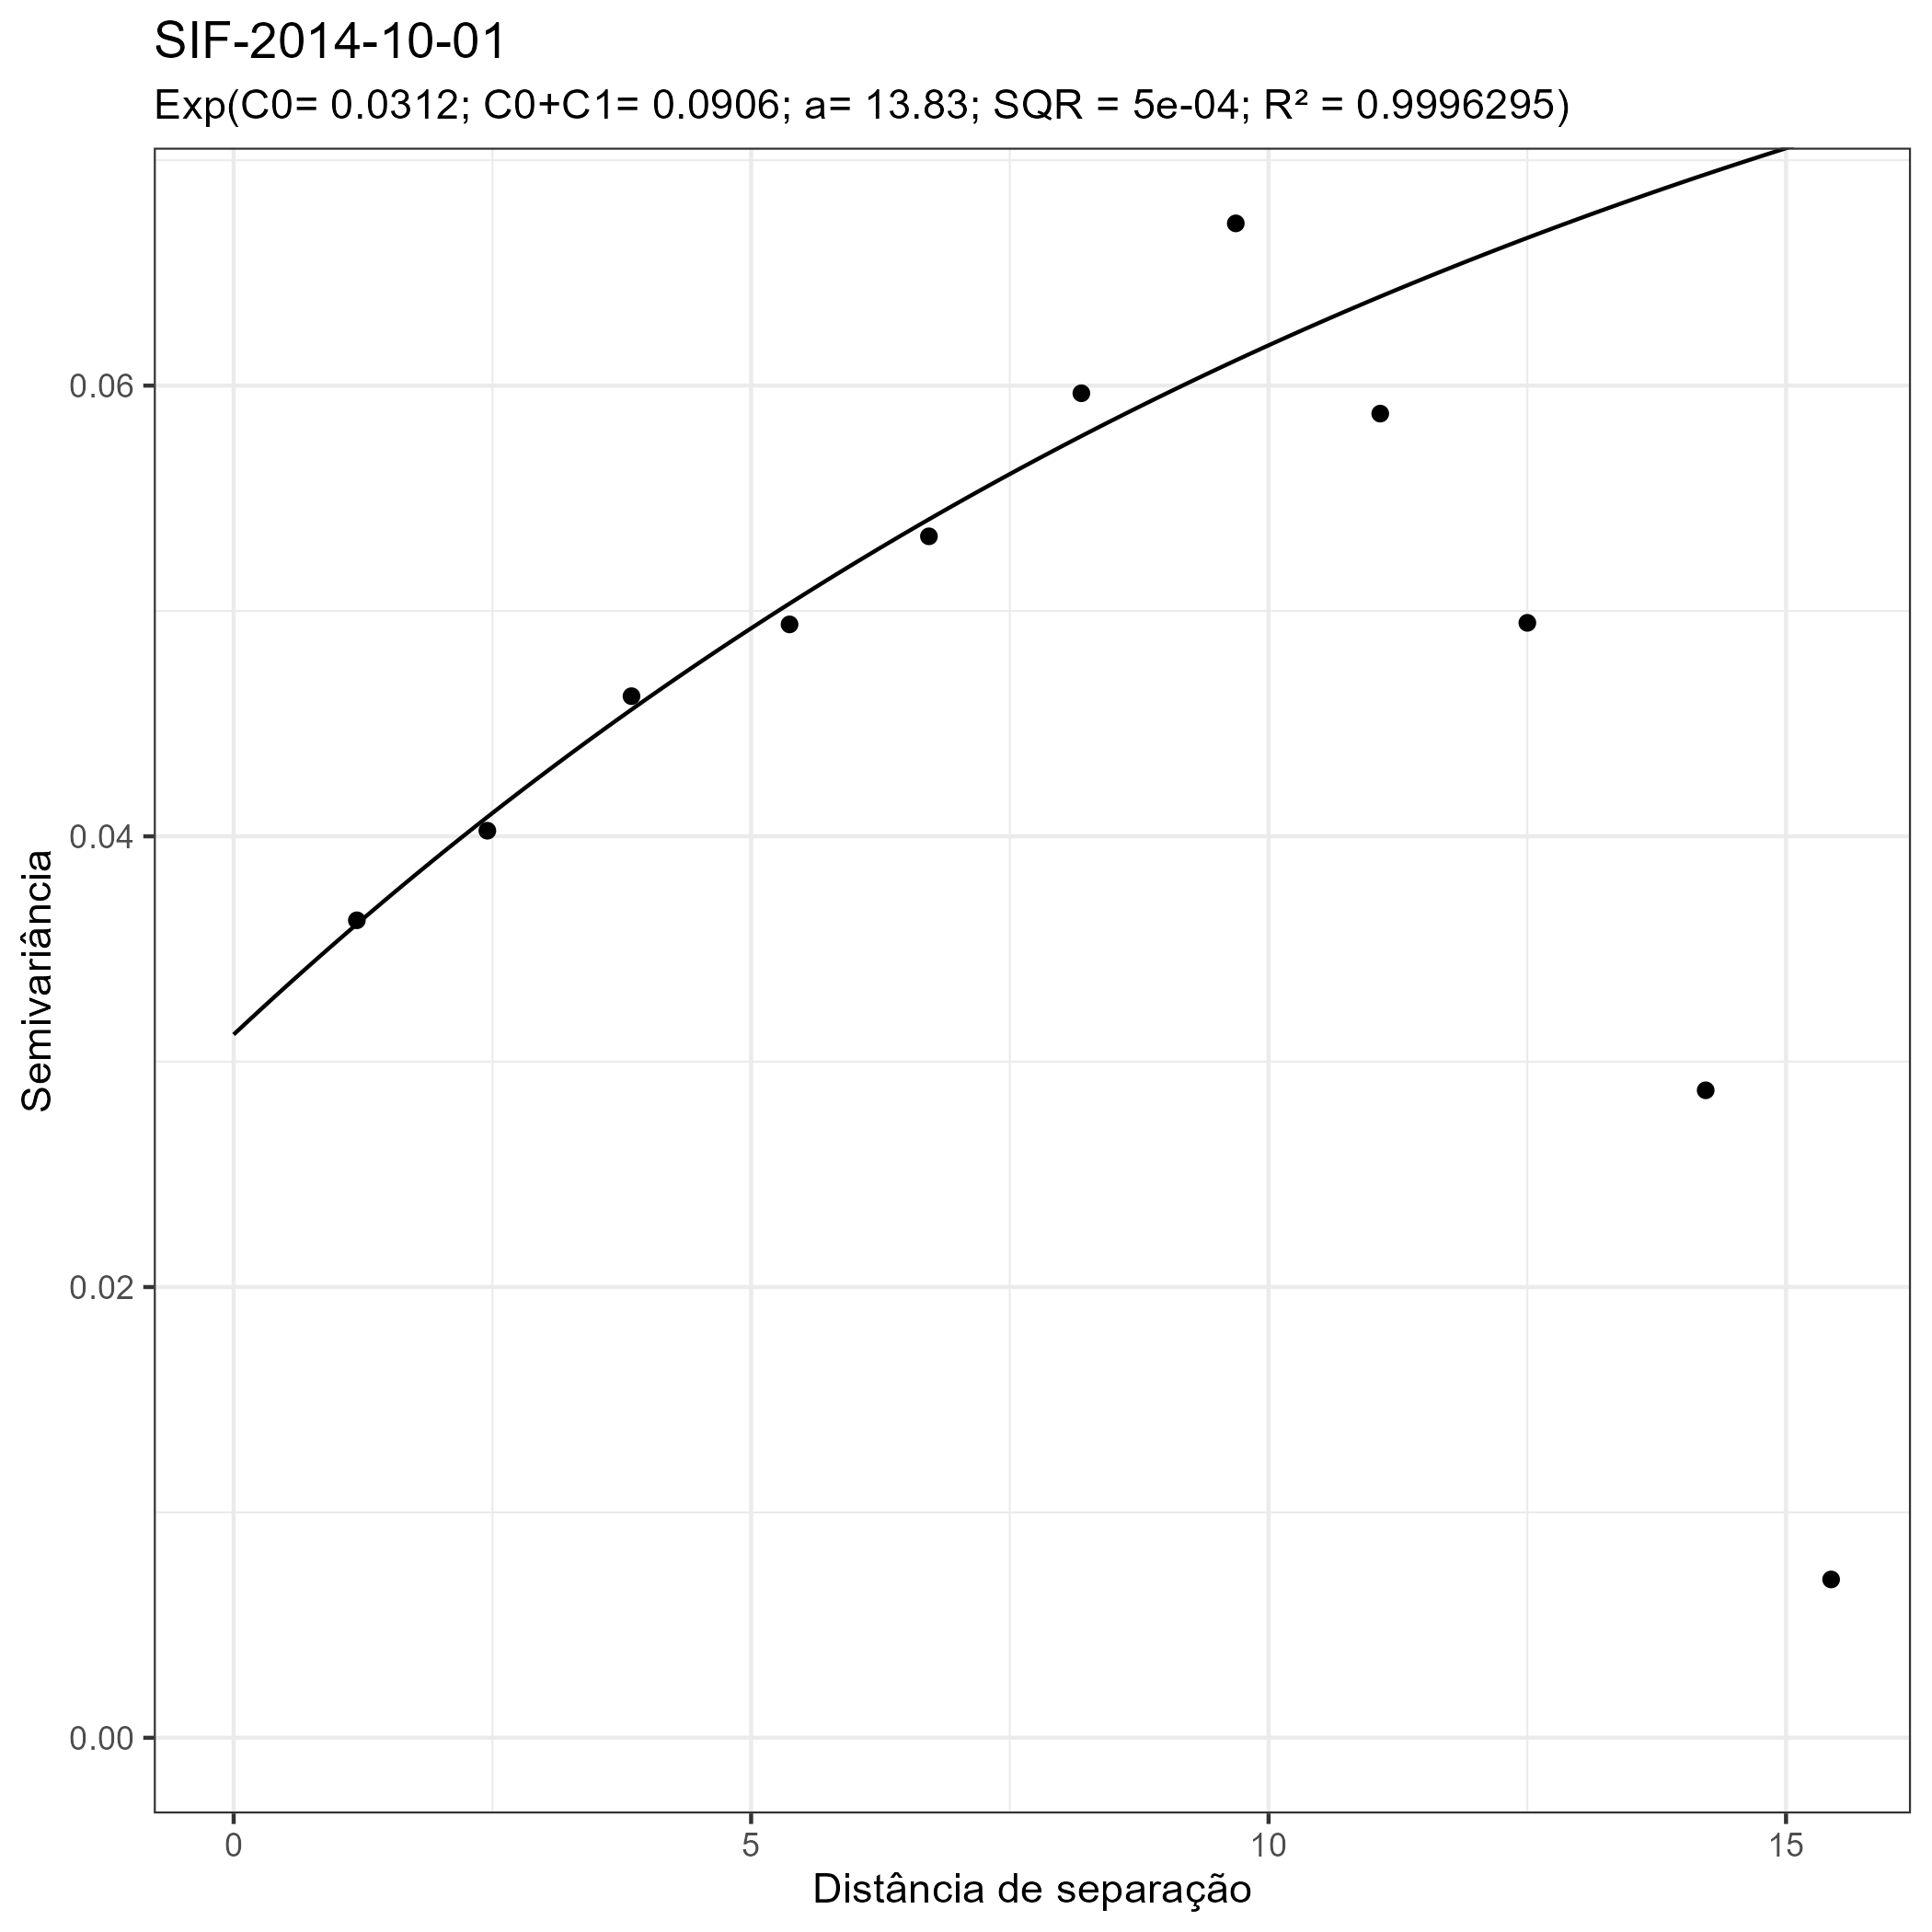 SIF-2014-10-01
Exp(C0= 0.0312; C0+C1= 0.0906; a= 13.83; SQR = 5e-04; R² = 0.9996295)
Semivariância
0.06
0.04
0.02
0.00
0 5 10 15
Distância de separação